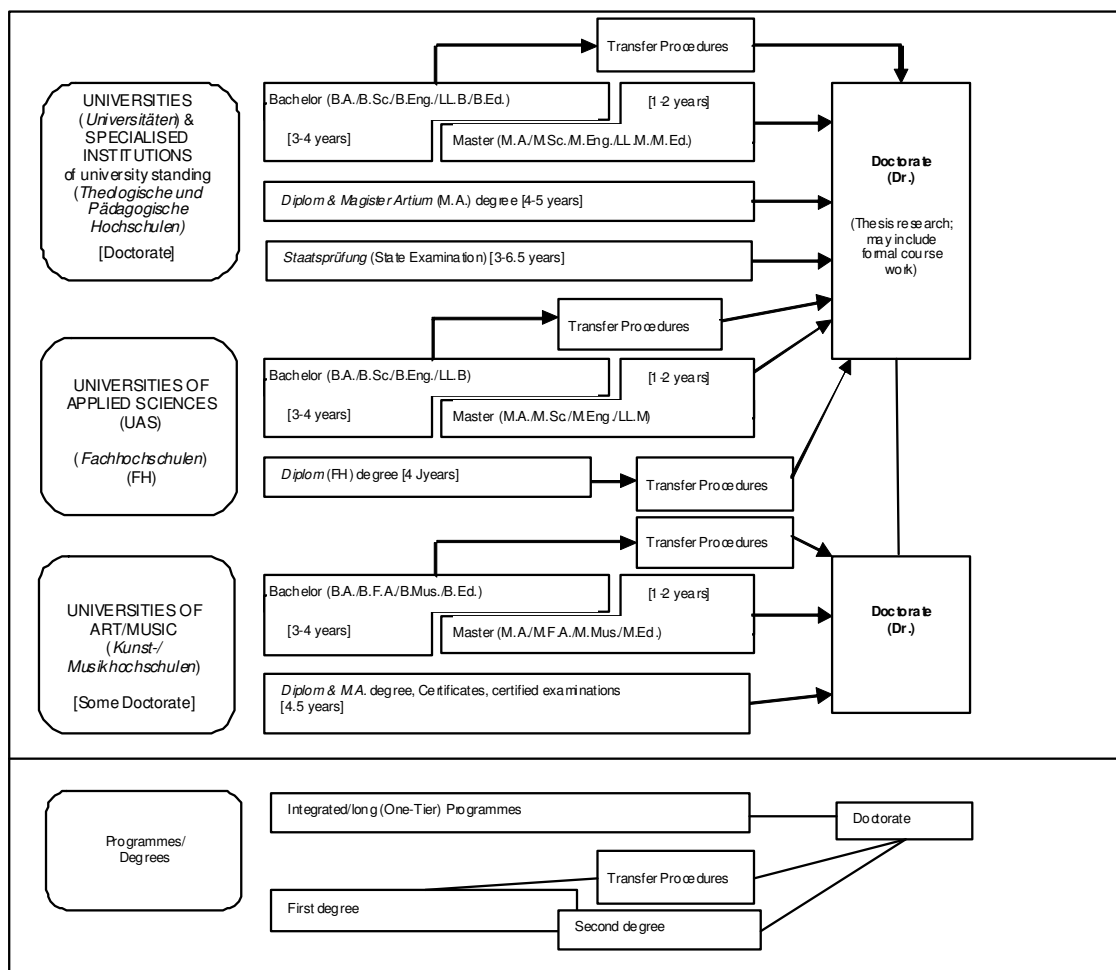 Transfer Procedures
UNIVERSITIES
(Universitäten) &
SPECIALISED
INSTITUTIONS
of university standing
(Theologische und
Pädagogische
Hochschulen)
[Doctorate]
Bachelor (B.A./B.Sc./B.Eng./LL.B./B.Ed.)
[3-4 years]
[1-2 years]
Master (M.A./M.Sc./M.Eng./LL.M./M.Ed.)
Diplom & Magister Artium (M.A.) degree [4-5 years]
Staatsprüfung (State Examination) [3-6.5 years]
Doctorate
(Dr.)
(Thesis research;
may include
formal course
work)
Transfer Procedures
UNIVERSITIES OF
APPLIED SCIENCES
(UAS)
(Fachhochschulen)
(FH)
Bachelor (B.A./B.Sc./B.Eng./LL.B)
[3-4 years]
[1-2 years]
Master (M.A./M.Sc./M.Eng./LL.M)
Diplom (FH) degree [4 Jyears]
Transfer Procedures
Transfer Procedures
UNIVERSITIES OF
ART/MUSIC
(Kunst-/
Musikhochschulen)
[Some Doctorate]
Bachelor (B.A./B.F.A./B.Mus./B.Ed.)
[3-4 years]
[1-2 years]
Master (M.A./M.F.A./M.Mus./M.Ed.)
Diplom & M.A. degree, Certificates, certified examinations
[4.5 years]
Doctorate
(Dr.)
Programmes/
Degrees
Integrated/long (One-Tier) Programmes
Doctorate
Transfer Procedures
First degree
Second degree